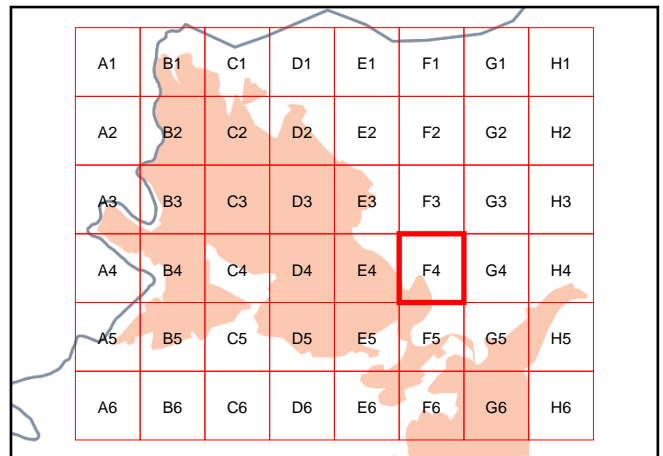 A1 B1 C1 D1 E1 F1 G1 H1
A2 B2 C2 D2 E2 F2 G2 H2
A3 B3 C3 D3 E3 F3 G3 H3
A4 B4 C4 D4 E4 F4 G4 H4
A5 B5 C5 D5 E5 F5 G5 H5
A6 B6 C6 D6 E6 F6 G6 H6